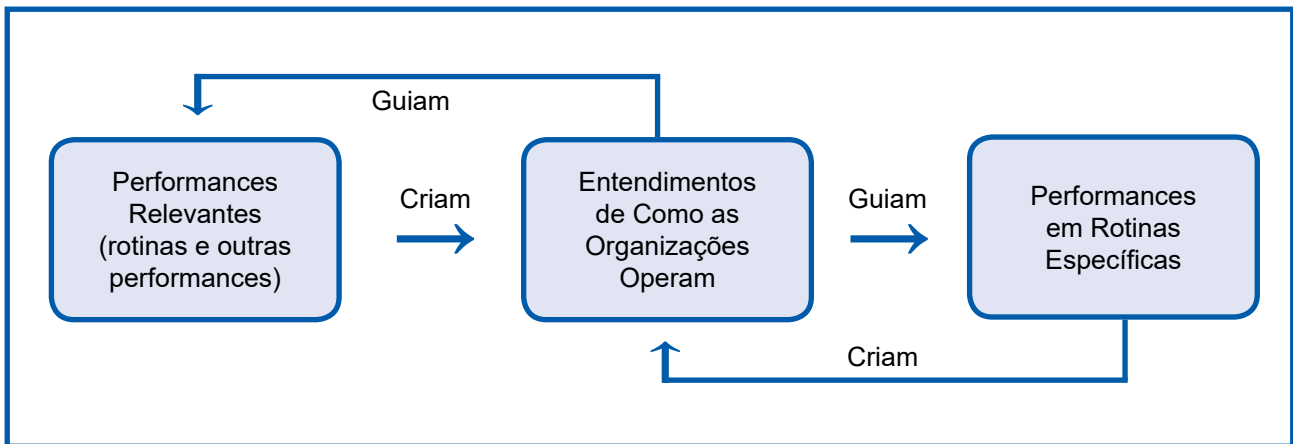 Guiam
Performances
Relevantes
(rotinas e outras
performances)
Criam
Entendimentos
de Como as
Organizações
Operam
Guiam
Performances
em Rotinas
Específicas
Criam